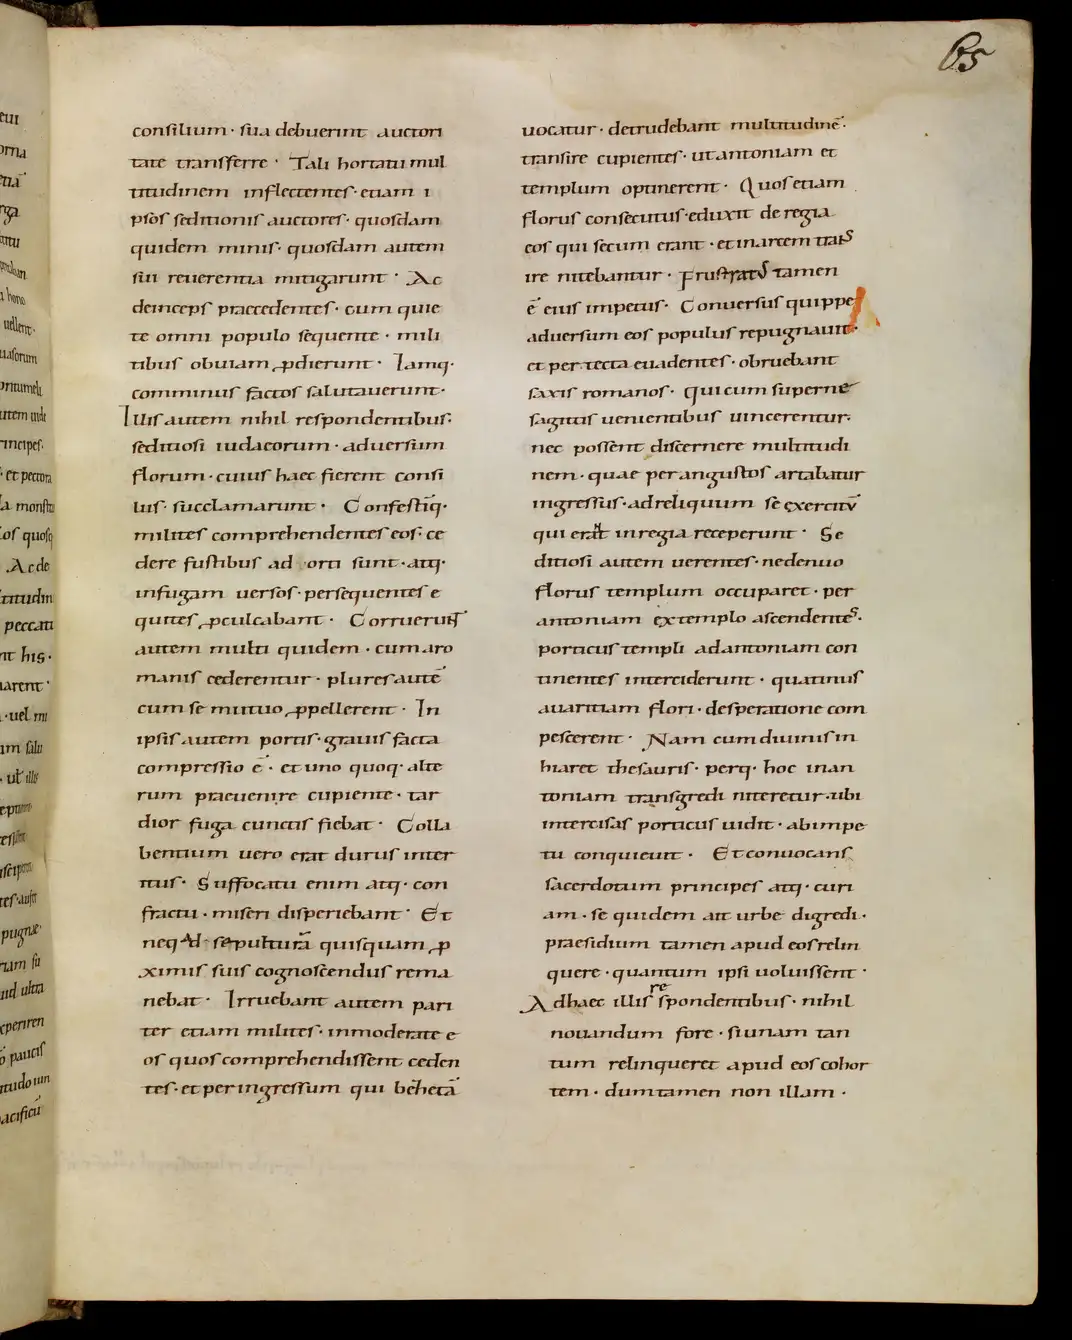 65
consilium · sua debuerint auctori
tate transferre · Tali hortatu mul
titudinem inflectentes · etiam i
psos seditionis auctores · quosdam
quidem minis · quosdam autem
sui reuerentia mitigarunt · Ac
deinceps praecedentes · cum quie
te omni populo sequente · mili
tibus obuiam ꝓdierunt · Iamq·
comminus factos salutauerunt ·
Illis autem nihil respondentibus ·
seditiosi iudaeorum · aduersum
florum · cuius haec fierent consi
liis · succlamarunt · Confestīq·
milites comprehendentes eos · ce
dere fustibus ad orti sunt · atq·
infugam uersos · persequentes e
quites ꝓculcabant · Corruerunt
autem multi quidem · cum aro
manis cederentur · plures autē
cum se mutuo ꝓpellerent · In
ipsis autem portis · grauis facta
compressio ē · et uno quoq· alte
rum praeuenire cupiente · tar
dior fuga cunctis fiebat · Colla
bentium uero erat durus inter
itus · Suffocatu enim atq· con
fractu · miseri disperiebant · Et
neq· ad sepulturā quisquam ꝓ
ximis suis cognoscendus rema
nebat · Irruebant autem pari
ter etiam milites · inmoderate e
os quos comprehendissent ceden
tes · et per ingressum qui bethetā
uocatur · detrudebant multitudinē ·
transire cupientes · ut antoniam et
templum optinerent · Quos etiam
florus consecutus · eduxit de regia
eos qui secum erant · et in arcem trans
ire nitebantur · Frustratus tamen
ē eius impetus · Conuersus quippe
aduersum eos populus repugnauit ·
et per tecta euadentes · obruebant
saxis romanos · Qui cum superne
sagittis uenientibus uincerentur ·
nec possent discernere multitudi
nem · quae per angustos artabatur
ingressus · ad reliquum se exercitū
qui erat in regia receperunt · Se
ditiosi autem uerentes · ne denuo
florus templum occuparet · per
antoniam extemplo ascendentes ·
porticus templi ad antoniam con
tinentes interciderunt · quatinus
auaritiam flori · desperatione com
pescerent · Nam cum diuinis in
hiaret thesauris · perq· hoc inan
toniam transgredi niteretur · ubi
intercisas porticus uidit · ab impe
tu conquieuit · Et conuocans
sacerdotum principes atq· curi
am · se quidem ait urbe digredi ·
praesidium tamen apud eos relin
quere · quantum ipsi uoluissent ·
Ad haec illis respondentibus · nihil
nouandum fore · si unam tan
tum relinqueret apud eos cohor
tem · dum tamen non illam ·